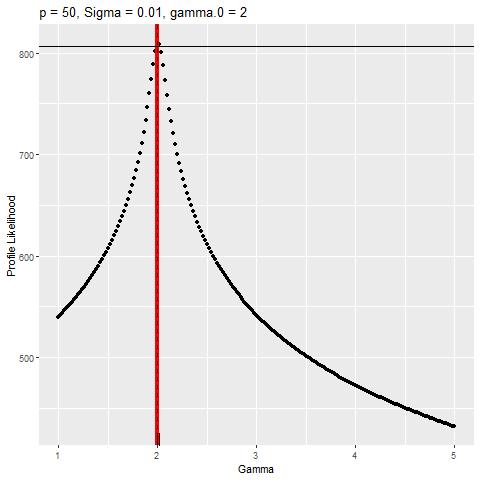 p = 50, Sigma = 0.01, gamma.0 = 2
800
700
600
500
Profile Likelihood
1 2 3 4 5
Gamma